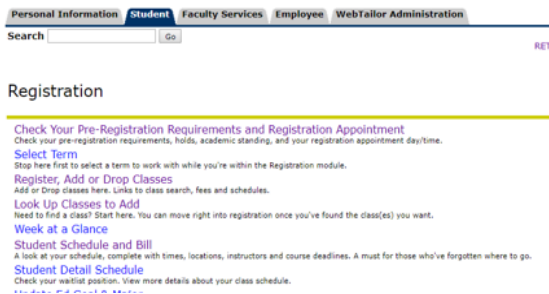 Personal Information Student Faculty Services Employee WebTailor Administration
Search Go
RET
Registration
Check Your Pre-Registration Requirements and Registration Appointment
Check your pre-registration requirements, holds, academic standing, and your registration appointment day/time.
Select Term
Stop here first to select a term to work with while you're within the Registration module.
Register, Add or Drop Classes
Add or Drop classes here. Links to class search, fees and schedules.
Look Up Classes to Add
Need to find a class? Start here. You can move right into registration once you've found the class(es) you want.
Week at a Glance
Student Schedule and Bill
A look at your schedule, complete with times, locations, instructors and course deadlines. A must for those who've forgotten where to go.
Student Detail Schedule
Check your waitlist position. View more details about your class schedule.
Update Ed Goal & Major